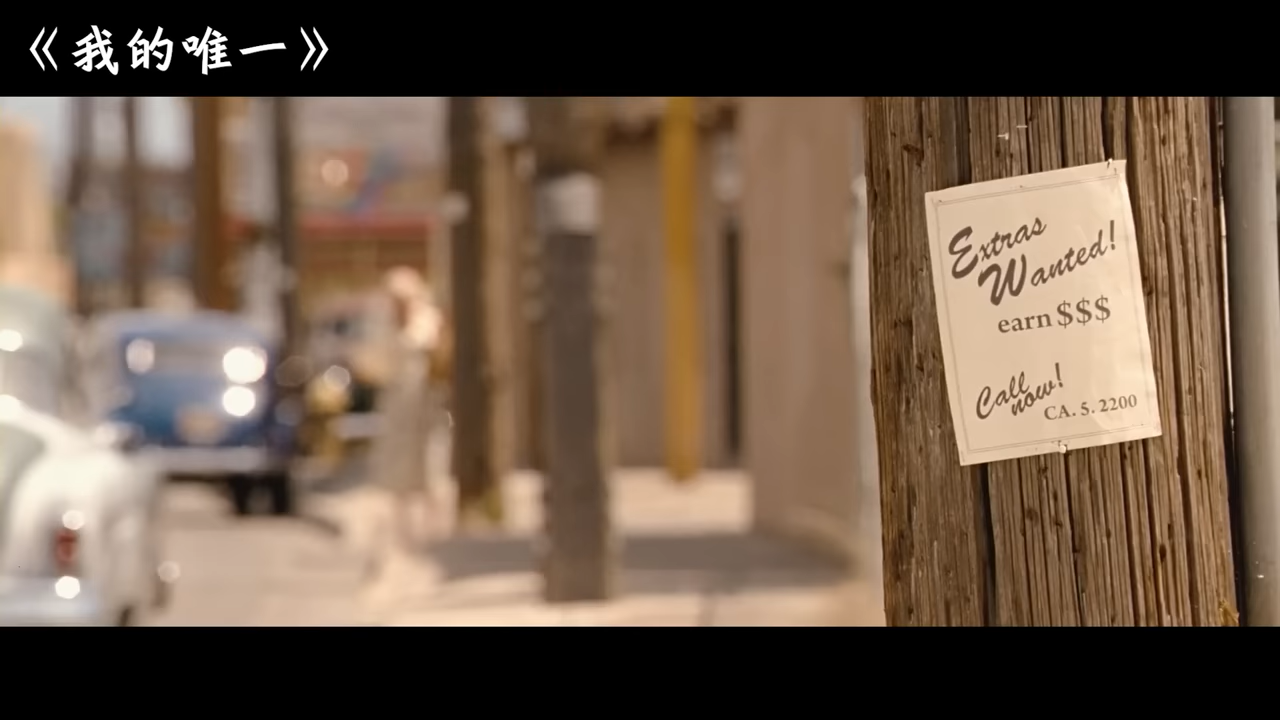 《我的唯一》
Extras
Wanted!
earn $$$
Call
now!
CA. 5. 2200